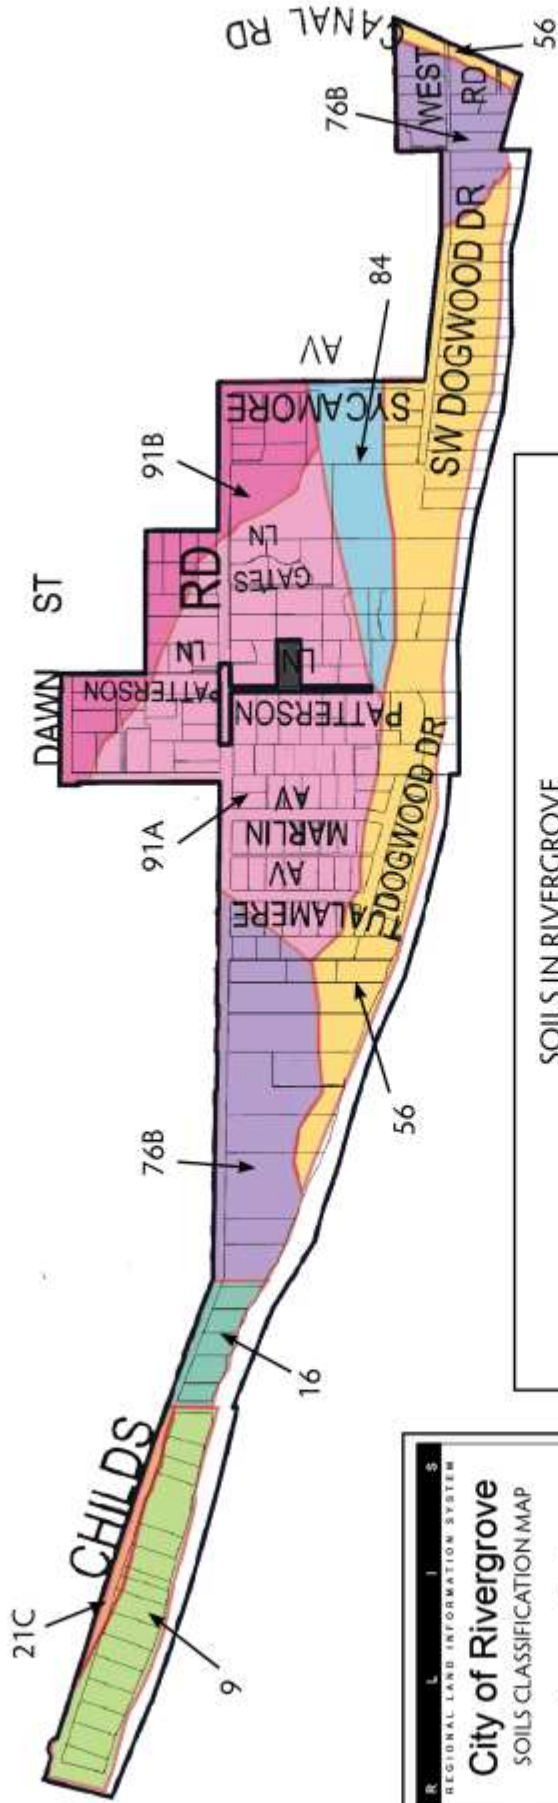 21C
CHILDS
9
16
76B
56
91A
DAWN
ST
91B
RD
PATTERSON
LN
GATES
LN
LN
PATTERSON
AV
MARLIN
AV
TUALAMERE
DOGWOOD DR
SYCAMORE
AV
84
SW DOGWOOD DR
76B
WEST
RD
CANAL RD
56
R L I S
REGIONAL LAND INFORMATION SYSTEM
City of Rivergrove
SOILS CLASSIFICATION MAP
SOILS IN RIVERGROVE